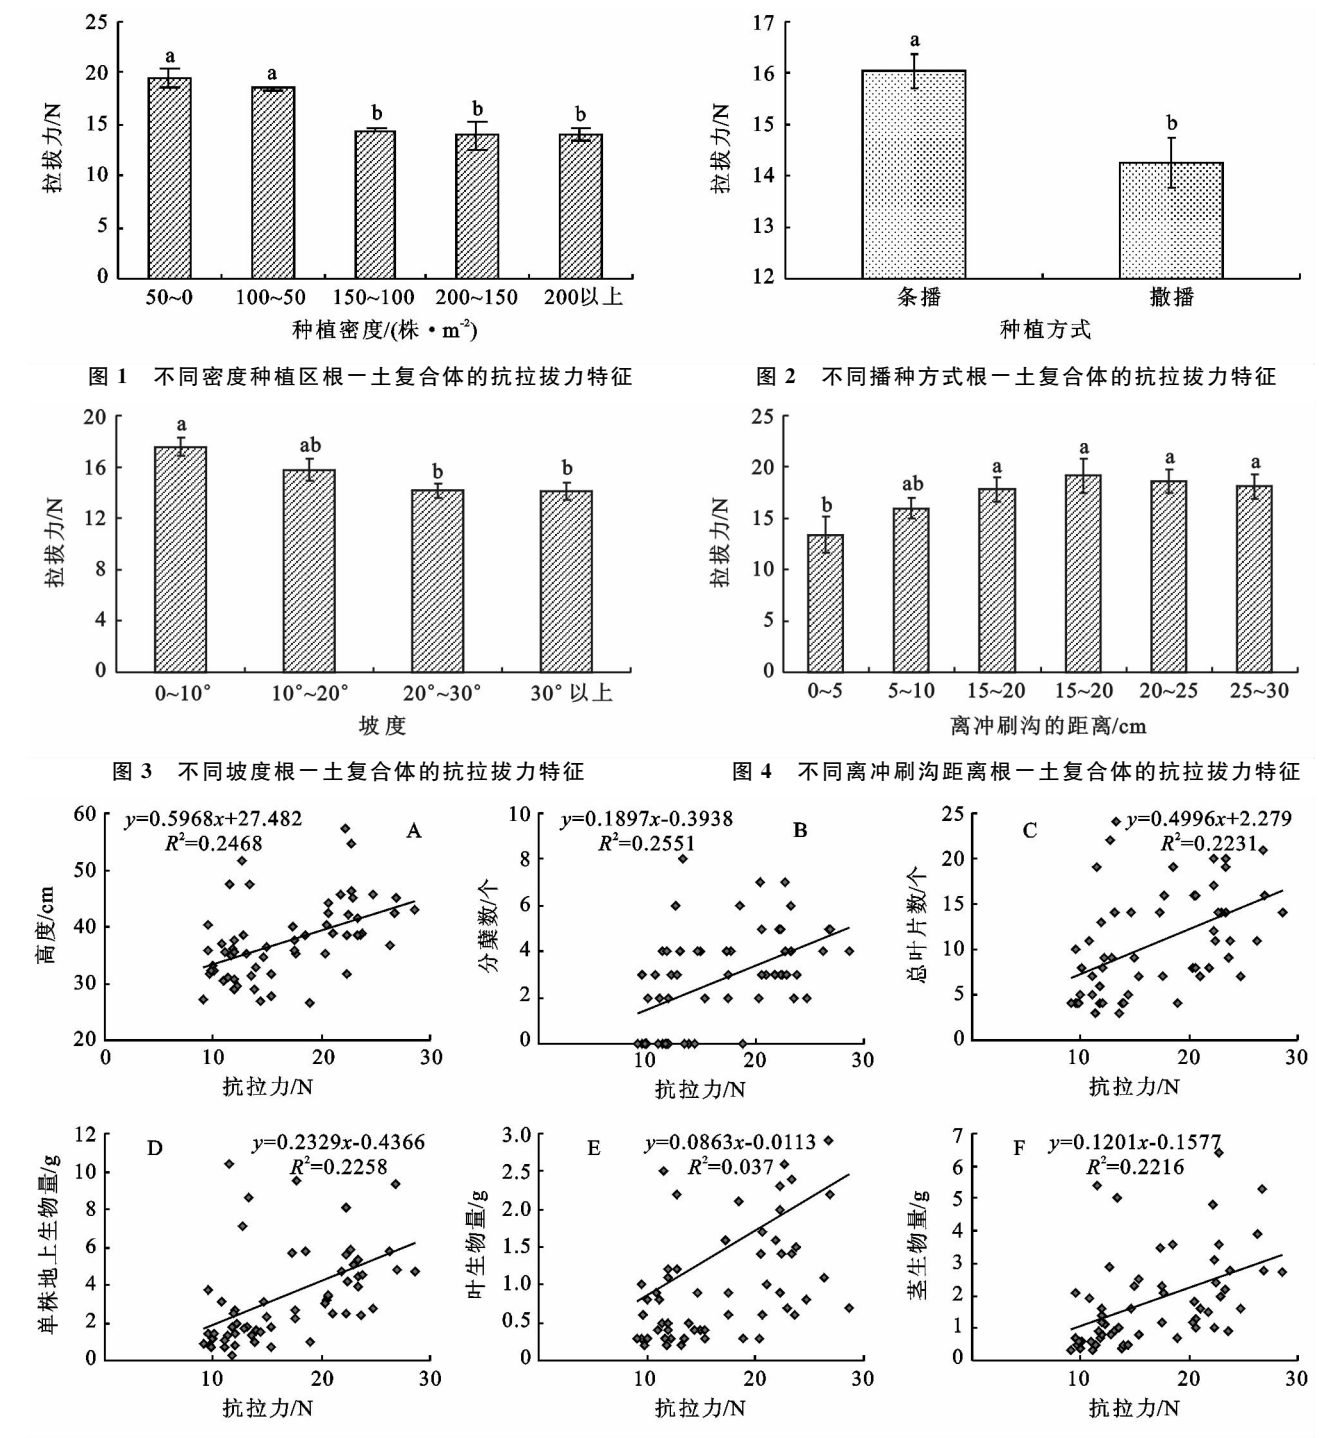 25
20
15
10
5
0
拉拔力/N
a
a
b
b
b
50~0
100~50
150~100
200~150
200以上
种植密度/(株·m⁻²)
图 1 不同密度种植区根—土复合体的抗拉拔力特征
17
16
15
14
13
12
拉拔力/N
a
b
条播
撒播
种植方式
图 2 不同播种方式根—土复合体的抗拉拔力特征
20
16
12
8
4
0
拉拔力/N
a
ab
b
b
0~10°
10°~20°
20°~30°
30°以上
坡度
图 3 不同坡度根—土复合体的抗拉拔力特征
25
20
15
10
5
0
拉拔力/N
b
ab
a
a
a
a
0~5
5~10
15~20
15~20
20~25
25~30
离冲刷沟的距离/cm
图 4 不同离冲刷沟距离根—土复合体的抗拉拔力特征
y=0.5968x+27.482
R²=0.2468
A
60
50
40
30
20
高度/cm
0
10
20
30
抗拉力/N
y=0.1897x-0.3938
R²=0.2551
B
10
8
6
4
2
0
分蘖数/个
10
20
30
抗拉力/N
C
y=0.4996x+2.279
R²=0.2231
25
20
15
10
5
0
总叶片数/个
10
20
30
抗拉力/N
D
y=0.2329x-0.4366
R²=0.2258
12
10
8
6
4
2
0
单株地上生物量/g
10
20
30
抗拉力/N
E
y=0.0863x-0.0113
R²=0.037
3.0
2.5
2.0
1.5
1.0
0.5
0
叶生物量/g
10
20
30
抗拉力/N
F
y=0.1201x-0.1577
R²=0.2216
7
6
5
4
3
2
1
0
茎生物量/g
10
20
30
抗拉力/N